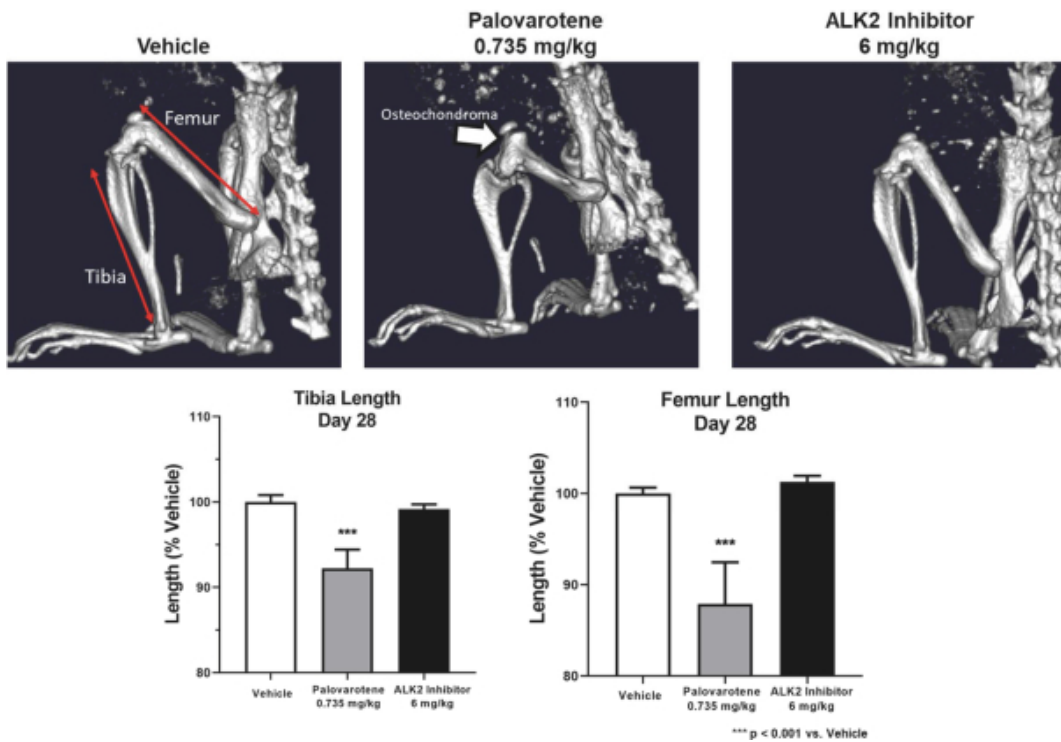 Vehicle
Palovarotene
0.735 mg/kg
ALK2 Inhibitor
6 mg/kg
Femur
Tibia
Osteochondroma
Tibia Length
Day 28
Length (% Vehicle)
110
100
90
80
***
Vehicle
Palovarotene
0.735 mg/kg
ALK2 Inhibitor
6 mg/kg
Femur Length
Day 28
Length (% Vehicle)
110
100
90
80
***
Vehicle
Palovarotene
0.735 mg/kg
ALK2 Inhibitor
6 mg/kg
*** p < 0.001 vs. Vehicle